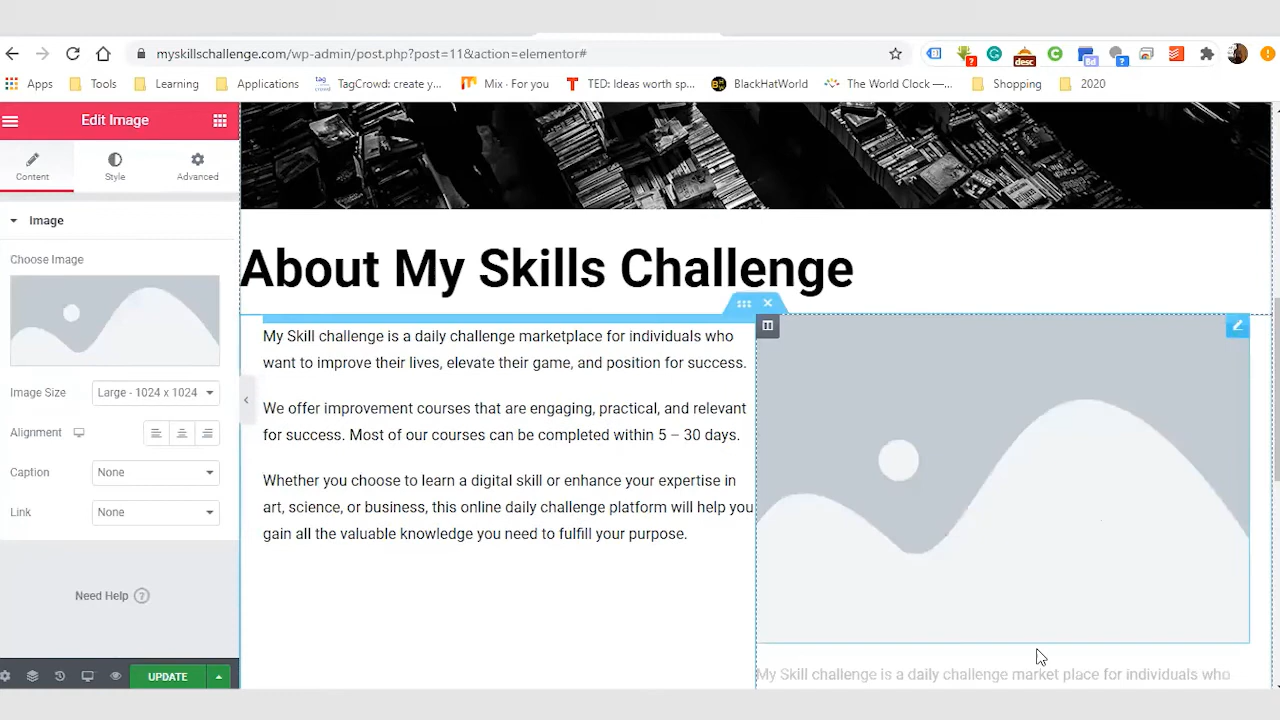 myskillschallenge.com/wp-admin/post.php?post=11&action=elementor#
?
desc
Bd
?
Apps
Tools
Learning
Applications
TagCrowd: create y...
Mix · For you
TED: Ideas worth sp...
BlackHatWorld
The World Clock —...
Shopping
2020
Edit Image
Content
Style
Advanced
Image
Choose Image
Image Size
Large - 1024 x 1024
Alignment
Caption
None
Link
None
Need Help ?
UPDATE
About My Skills Challenge
My Skill challenge is a daily challenge marketplace for individuals who
want to improve their lives, elevate their game, and position for success.
We offer improvement courses that are engaging, practical, and relevant
for success. Most of our courses can be completed within 5 – 30 days.
Whether you choose to learn a digital skill or enhance your expertise in
art, science, or business, this online daily challenge platform will help you
gain all the valuable knowledge you need to fulfill your purpose.
My Skill challenge is a daily challenge market place for individuals who